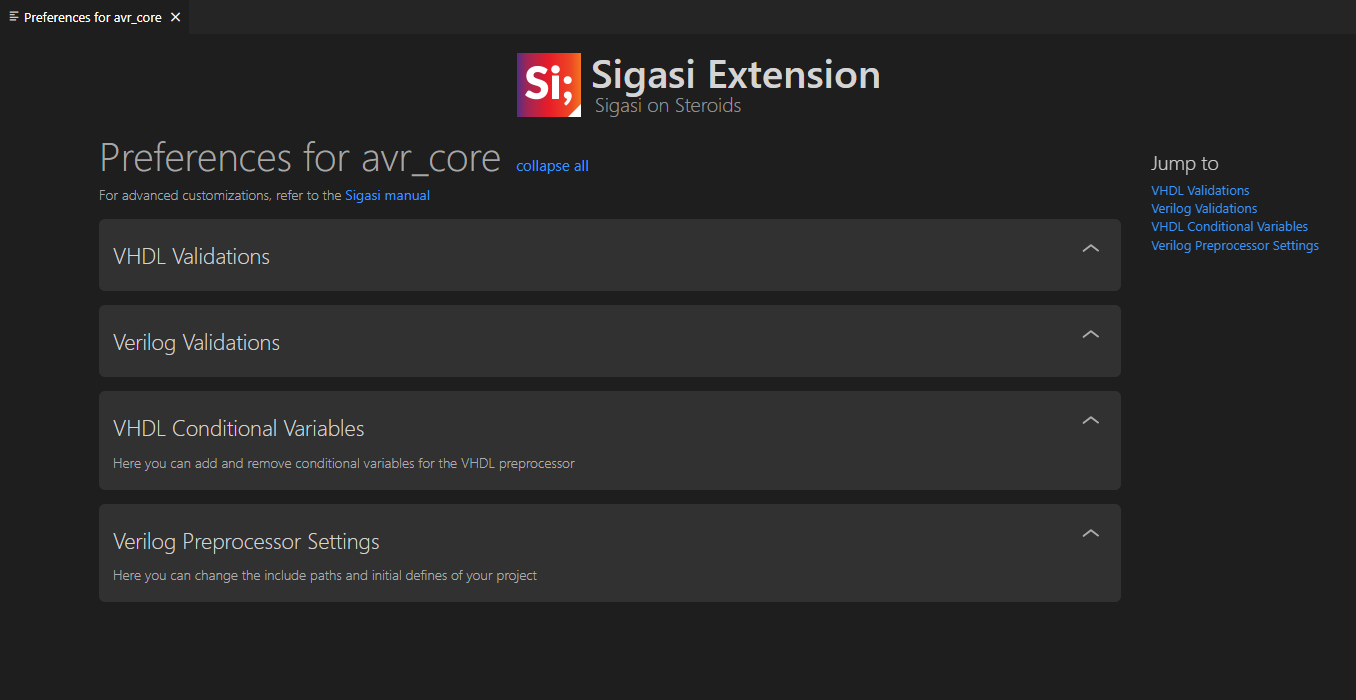 Preferences for avr_core
Si;
Sigasi Extension
Sigasi on Steroids
Preferences for avr_core collapse all
For advanced customizations, refer to the Sigasi manual
VHDL Validations
Verilog Validations
VHDL Conditional Variables
Here you can add and remove conditional variables for the VHDL preprocessor
Verilog Preprocessor Settings
Here you can change the include paths and initial defines of your project
Jump to
VHDL Validations
Verilog Validations
VHDL Conditional Variables
Verilog Preprocessor Settings